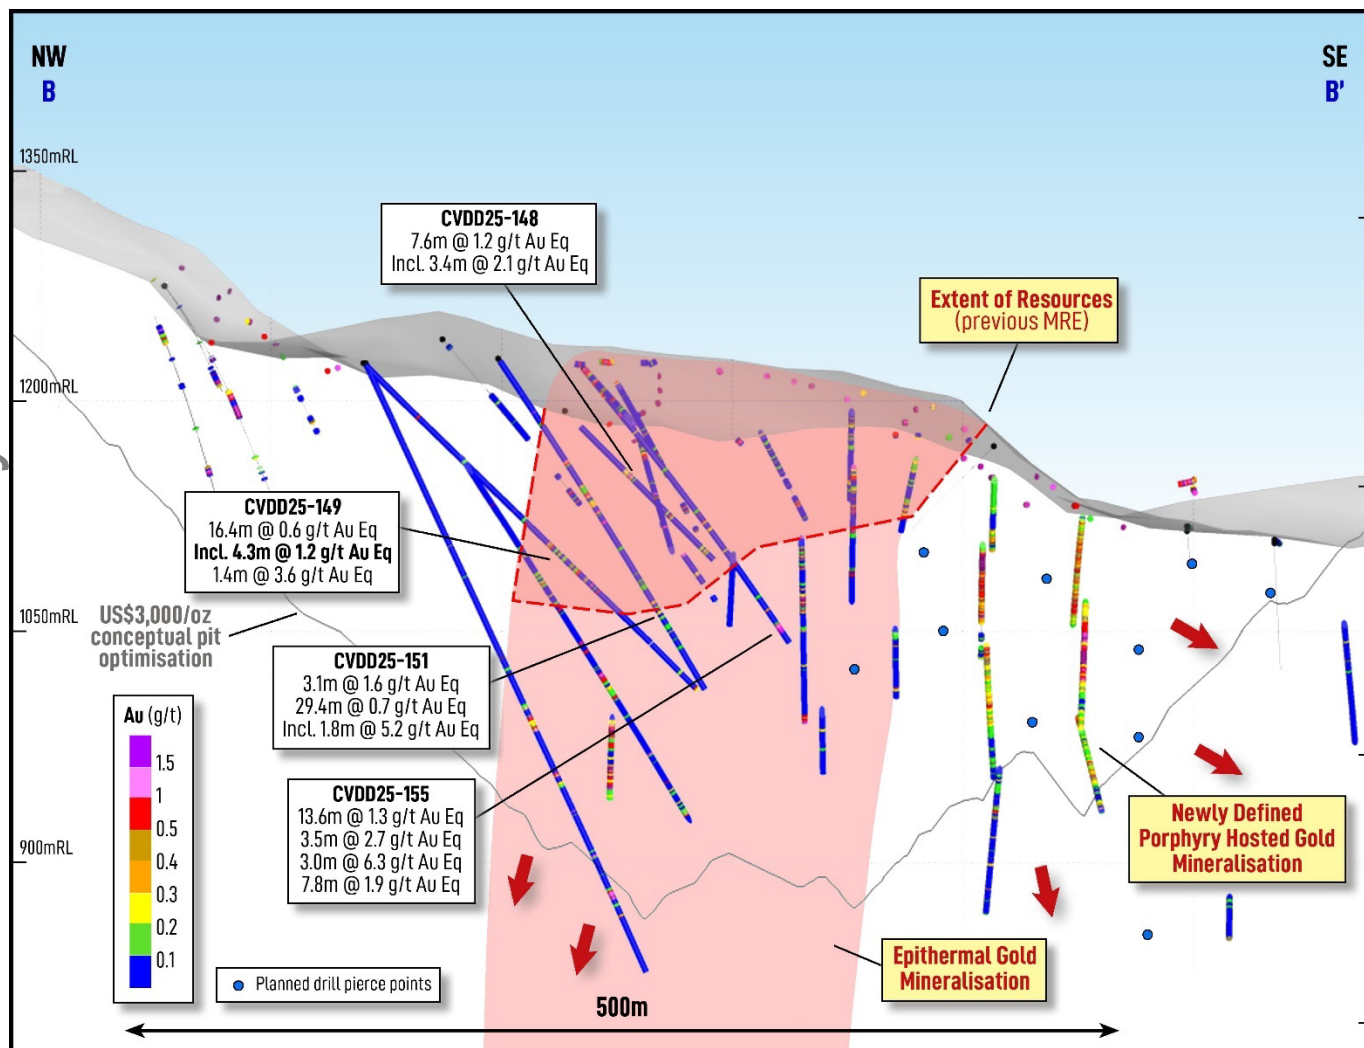 NW
B
SE
B'
1350mRL
CVDD25-148
7.6m @ 1.2 g/t Au Eq
Incl. 3.4m @ 2.1 g/t Au Eq
Extent of Resources
(previous MRE)
1200mRL
CVDD25-149
16.4m @ 0.6 g/t Au Eq
Incl. 4.3m @ 1.2 g/t Au Eq
1.4m @ 3.6 g/t Au Eq
US$3,000/oz
conceptual pit
optimisation
1050mRL
CVDD25-151
3.1m @ 1.6 g/t Au Eq
29.4m @ 0.7 g/t Au Eq
Incl. 1.8m @ 5.2 g/t Au Eq
Au (g/t)
1.5
1
0.5
0.4
0.3
0.2
0.1
CVDD25-155
13.6m @ 1.3 g/t Au Eq
3.5m @ 2.7 g/t Au Eq
3.0m @ 6.3 g/t Au Eq
7.8m @ 1.9 g/t Au Eq
Newly Defined
Porphyry Hosted Gold
Mineralisation
900mRL
Epithermal Gold
Mineralisation
Planned drill pierce points
500m